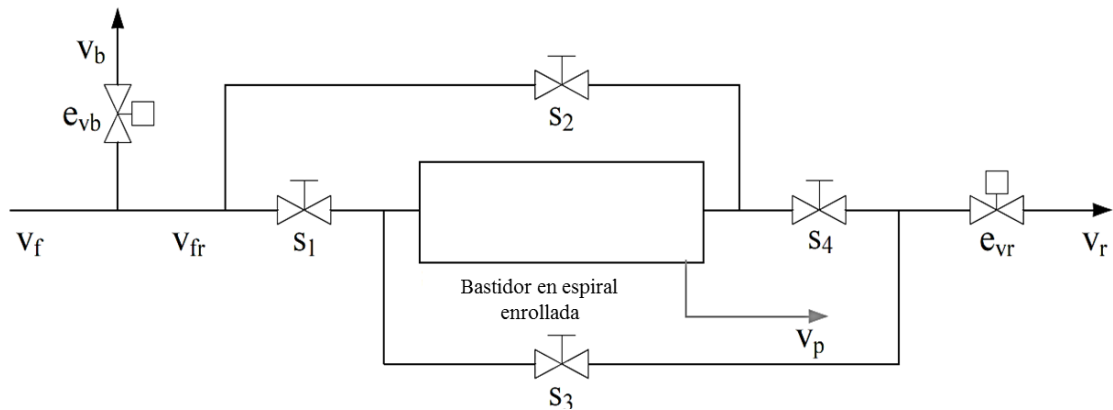 v_b
e_vb
s_2
v_f
v_fr
s_1
s_4
e_vr
v_r
Bastidor en espiral
enrollada
v_p
s_3